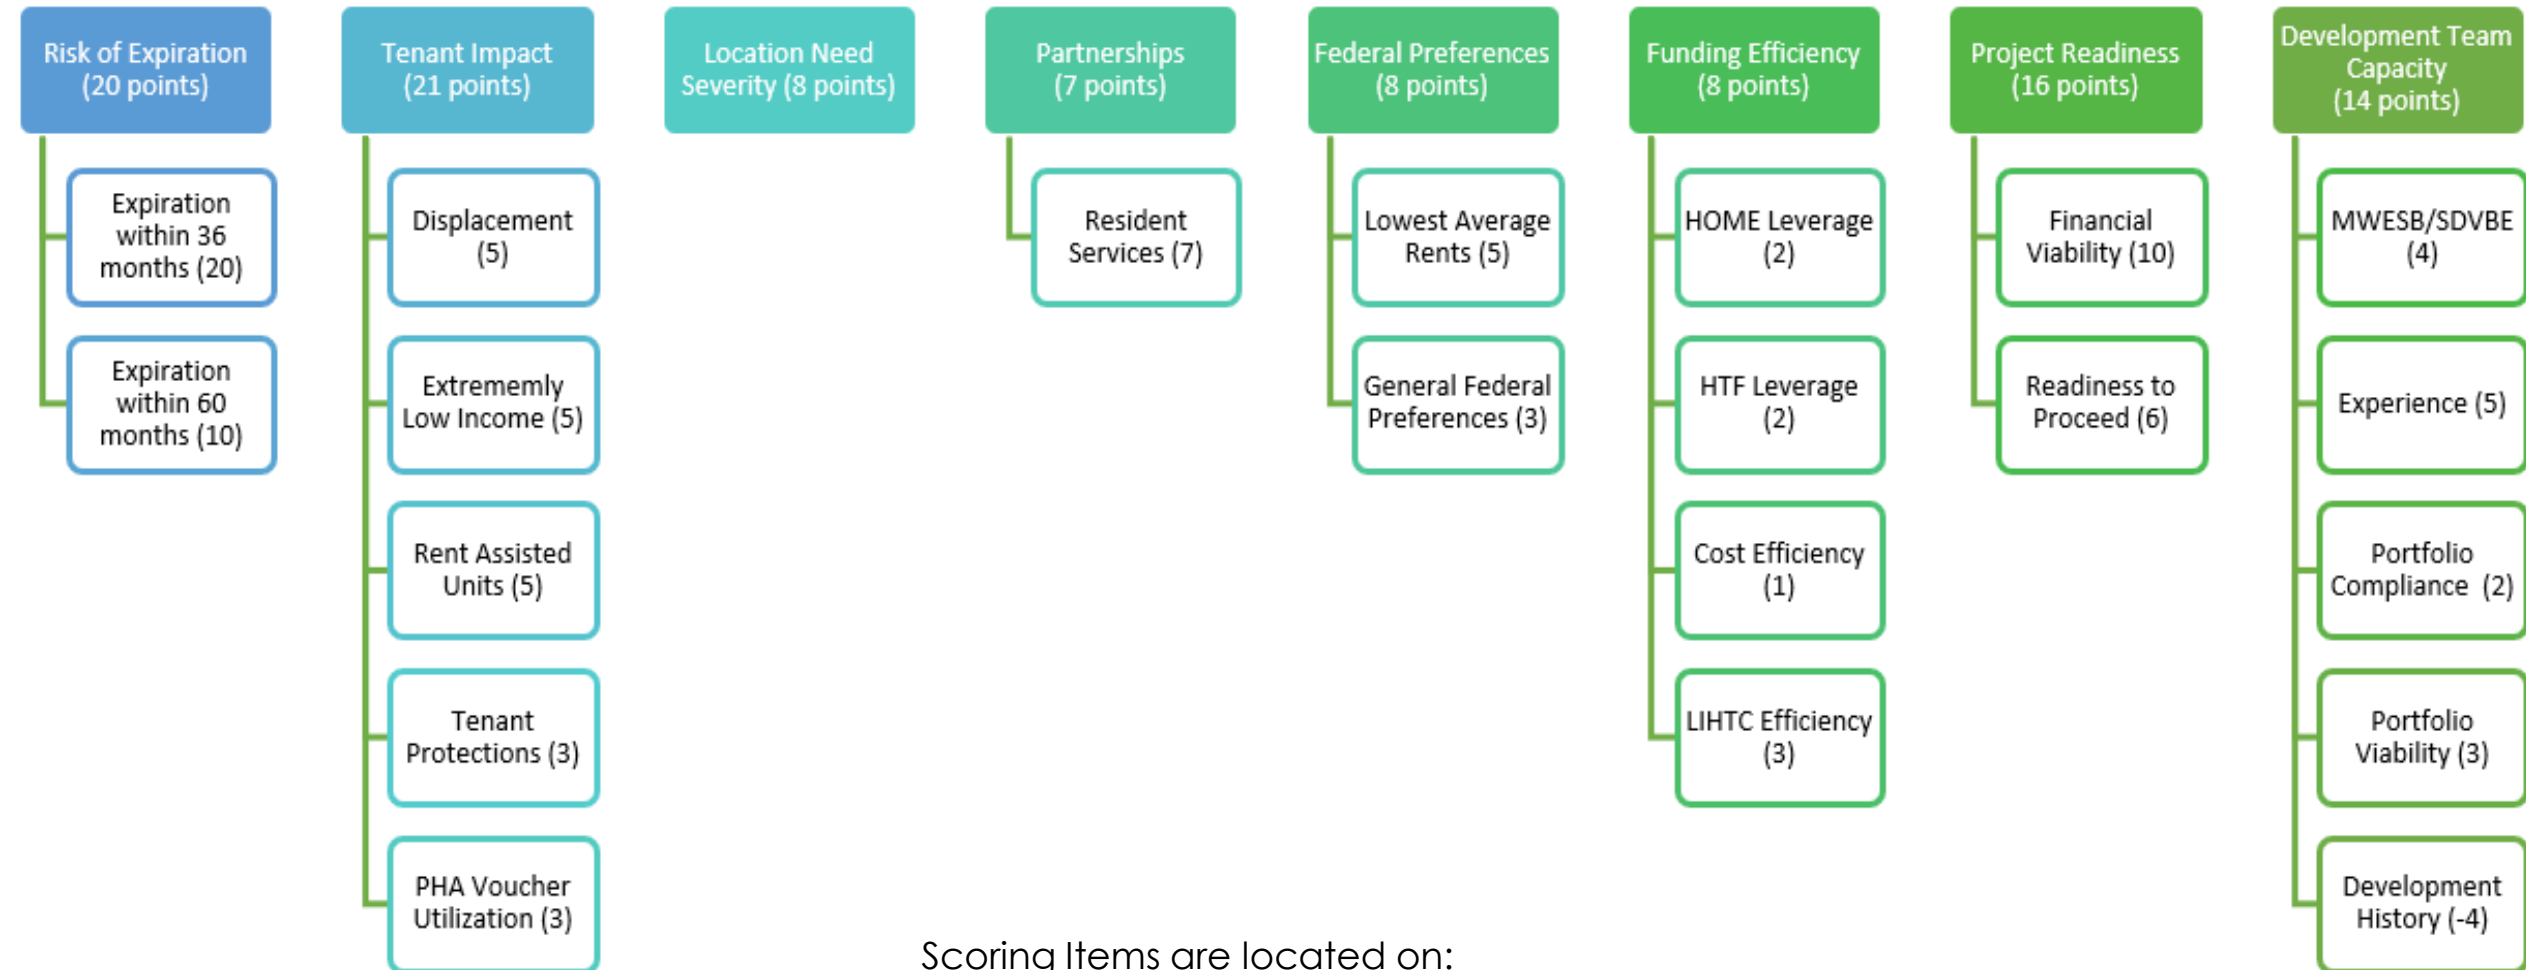 Risk of Expiration
(20 points)
Expiration
within 36
months (20)
Expiration
within 60
months (10)
Tenant Impact
(21 points)
Displacement
(5)
Extrememly
Low Income (5)
Rent Assisted
Units (5)
Tenant
Protections (3)
PHA Voucher
Utilization (3)
Location Need
Severity (8 points)
Partnerships
(7 points)
Resident
Services (7)
Federal Preferences
(8 points)
Lowest Average
Rents (5)
General Federal
Preferences (3)
Funding Efficiency
(8 points)
HOME Leverage
(2)
HTF Leverage
(2)
Cost Efficiency
(1)
LIHTC Efficiency
(3)
Project Readiness
(16 points)
Financial
Viability (10)
Readiness to
Proceed (6)
Development Team
Capacity
(14 points)
MWESB/SDVBE
(4)
Experience (5)
Portfolio
Compliance  (2)
Portfolio
Viability (3)
Development
History (-4)
Scoring Items are located on: